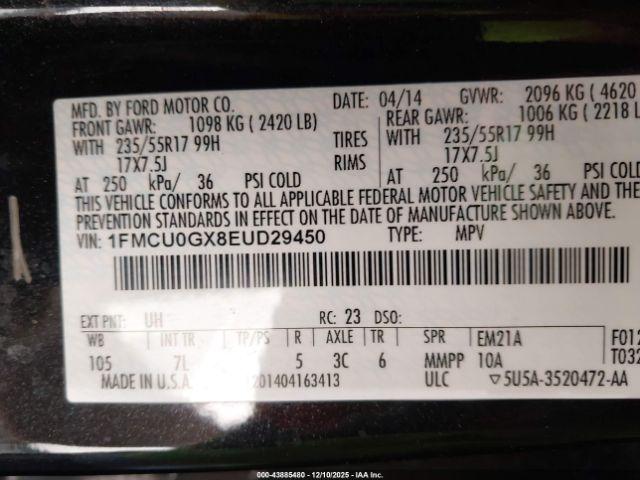 MFD. BY FORD MOTOR CO. DATE: 04/14 GVWR: 2096 KG ( 4620
FRONT GAWR: 1098 KG ( 2420 LB) REAR GAWR: 1006 KG ( 2218 L
WITH 235/55R17 99H TIRES WITH 235/55R17 99H
17X7.5J RIMS 17X7.5J
AT 250 kPa/ 36 PSI COLD AT 250 kPa/ 36 PSI COLD
THIS VEHICLE CONFORMS TO ALL APPLICABLE FEDERAL MOTOR VEHICLE SAFETY AND THE
PREVENTION STANDARDS IN EFFECT ON THE DATE OF MANUFACTURE SHOWN ABOVE.
VIN: 1FMCU0GX8EUD29450 TYPE: MPV
EXT PNT: UH RC: 23 DSO:
WB INT TR TP/PS R AXLE TR SPR EM21A F012
105 7L 5 3C 6 MMPP 10A T032
MADE IN U.S.A. 201404163413 ULC ▽5U5A-3520472-AA
000-43885480 - 12/10/2025 - IAA Inc.